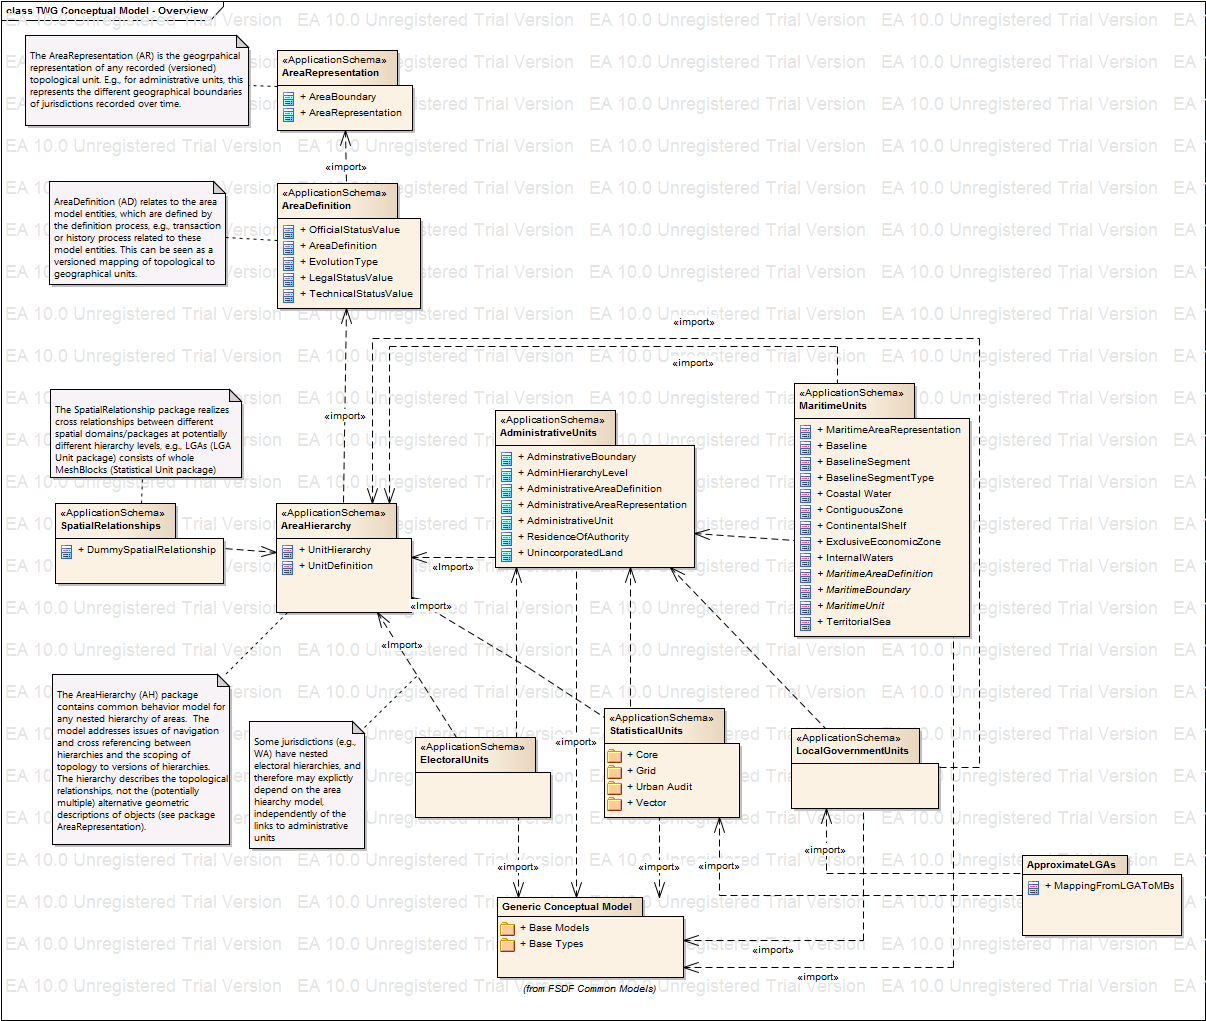 class TWG Conceptual Model - Overview
EA 10.0 Unregistered Trial Version
The AreaRepresentation (AR) is the geogrpahical
representation of any recorded (versioned)
topological unit. E.g., for administrative units, this
represents the different geographical boundaries
of jurisdictions recorded over time.
«ApplicationSchema»
AreaRepresentation
+ AreaBoundary
+ AreaRepresentation
«import»
AreaDefinition (AD) relates to the area
model entities, which are defined by
the definition process, e.g., transaction
or history process related to these
model entities. This can be seen as a
versioned mapping of topological to
geographical units.
«ApplicationSchema»
AreaDefinition
+ OfficialStatusValue
+ AreaDefinition
+ EvolutionType
+ LegalStatusValue
+ TechnicalStatusValue
«import»
«import»
«import»
The SpatialRelationship package realizes
cross relationships between different
spatial domains/packages at potentially
different hierarchy levels, e.g., LGAs (LGA
Unit package) consists of whole
MeshBlocks (Statistical Unit package)
«ApplicationSchema»
SpatialRelationships
+ DummySpatialRelationship
«ApplicationSchema»
AreaHierarchy
+ UnitHierarchy
+ UnitDefinition
«ApplicationSchema»
AdministrativeUnits
+ AdminstrativeBoundary
+ AdminHierarchyLevel
+ AdministrativeAreaDefinition
+ AdministrativeAreaRepresentation
+ AdministrativeUnit
+ ResidenceOfAuthority
+ UnincorporatedLand
«ApplicationSchema»
MaritimeUnits
+ MaritimeAreaRepresentation
+ Baseline
+ BaselineSegment
+ BaselineSegmentType
+ Coastal Water
+ ContiguousZone
+ ContinentalShelf
+ ExclusiveEconomicZone
+ InternalWaters
+ MaritimeAreaDefinition
+ MaritimeBoundary
+ MaritimeUnit
+ TerritorialSea
«Import»
«Import»
«Import»
The AreaHierarchy (AH) package
contains common behavior model for
any nested hierarchy of areas. The
model addresses issues of navigation
and cross referencing between
hierarchies and the scoping of
topology to versions of hierarchies.
The hierarchy describes the topological
relationships, not the (potentially
multiple) alternative geometric
descriptions of objects (see package
AreaRepresentation).
Some jurisdictions (e.g.,
WA) have nested
electoral hierarchies, and
therefore may explictly
depend on the area
hiearchy model,
independently of the
links to administrative
units
«ApplicationSchema»
ElectoralUnits
«import»
«ApplicationSchema»
StatisticalUnits
+ Core
+ Grid
+ Urban Audit
+ Vector
«ApplicationSchema»
LocalGovernmentUnits
«import»
«import»
«import»
«import»
ApproximateLGAs
+ MappingFromLGAToMBs
Generic Conceptual Model
+ Base Models
+ Base Types
(from FSDF Common Models)
«import»
«import»